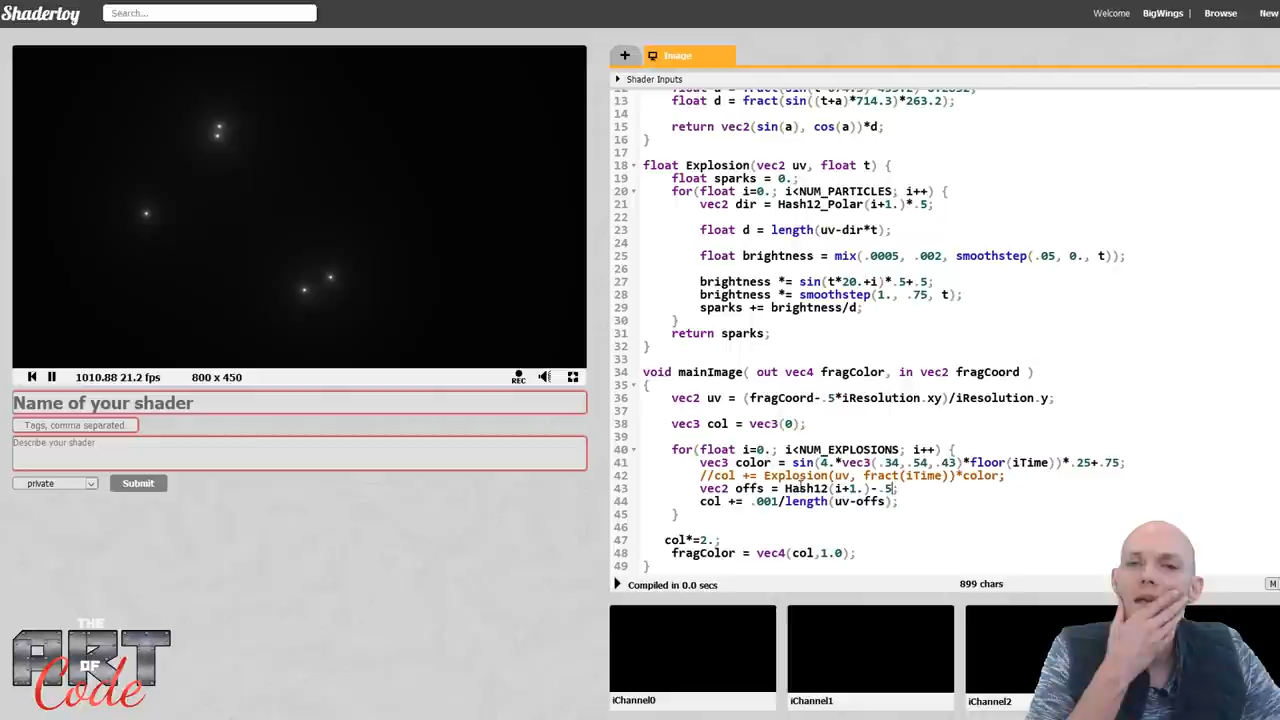 Shadertoy
Search...
Welcome BigWings | Browse New
+ Image
Shader Inputs
13 float d = fract(sin((t+a)*714.3)*263.2);
14
15 return vec2(sin(a), cos(a))*d;
16 }
17
18 float Explosion(vec2 uv, float t) {
19 float sparks = 0.;
20 for(float i=0.; i<NUM_PARTICLES; i++) {
21 vec2 dir = Hash12_Polar(i+1.)*.5;
22
23 float d = length(uv-dir*t);
24
25 float brightness = mix(.0005, .002, smoothstep(.05, 0., t));
26
27 brightness *= sin(t*20.+i)*.5+.5;
28 brightness *= smoothstep(1., .75, t);
29 sparks += brightness/d;
30 }
31 return sparks;
32 }
33
34 void mainImage( out vec4 fragColor, in vec2 fragCoord )
35 {
36 vec2 uv = (fragCoord-.5*iResolution.xy)/iResolution.y;
37
38 vec3 col = vec3(0);
39
40 for(float i=0.; i<NUM_EXPLOSIONS; i++) {
41 vec3 color = sin(4.*vec3(.34,.54,.43)*floor(iTime))*.25+.75;
42 //col += Explosion(uv, fract(iTime))*color;
43 vec2 offs = Hash12(i+1.)-.5;
44 col += .001/length(uv-offs);
45 }
46
47 col*=2.;
48 fragColor = vec4(col,1.0);
49 }
Compiled in 0.0 secs 899 chars M
1010.88 21.2 fps 800 x 450 REC
Name of your shader
Tags, comma separated...
Describe your shader
private Submit
iChannel0 iChannel1 iChannel2
THE
ART
OF
Code